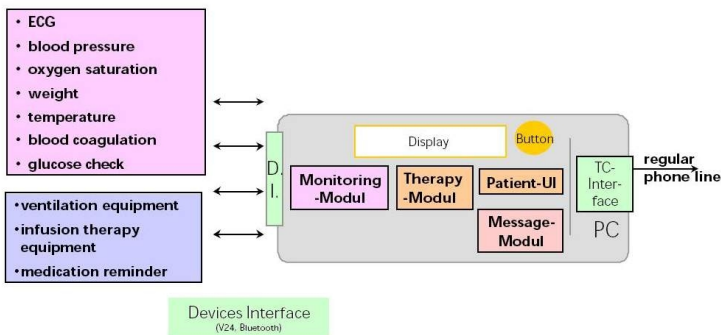 • ECG
• blood pressure
• oxygen saturation
• weight
• temperature
• blood coagulation
• glucose check
•ventilation equipment
•infusion therapy
equipment
•medication reminder
D.
I.
Display
Button
Monitoring
-Modul
Therapy
-Modul
Patient-UI
Message-
Modul
TC-
Inter-
face
PC
regular
phone line
Devices Interface
(V24, Bluetooth)